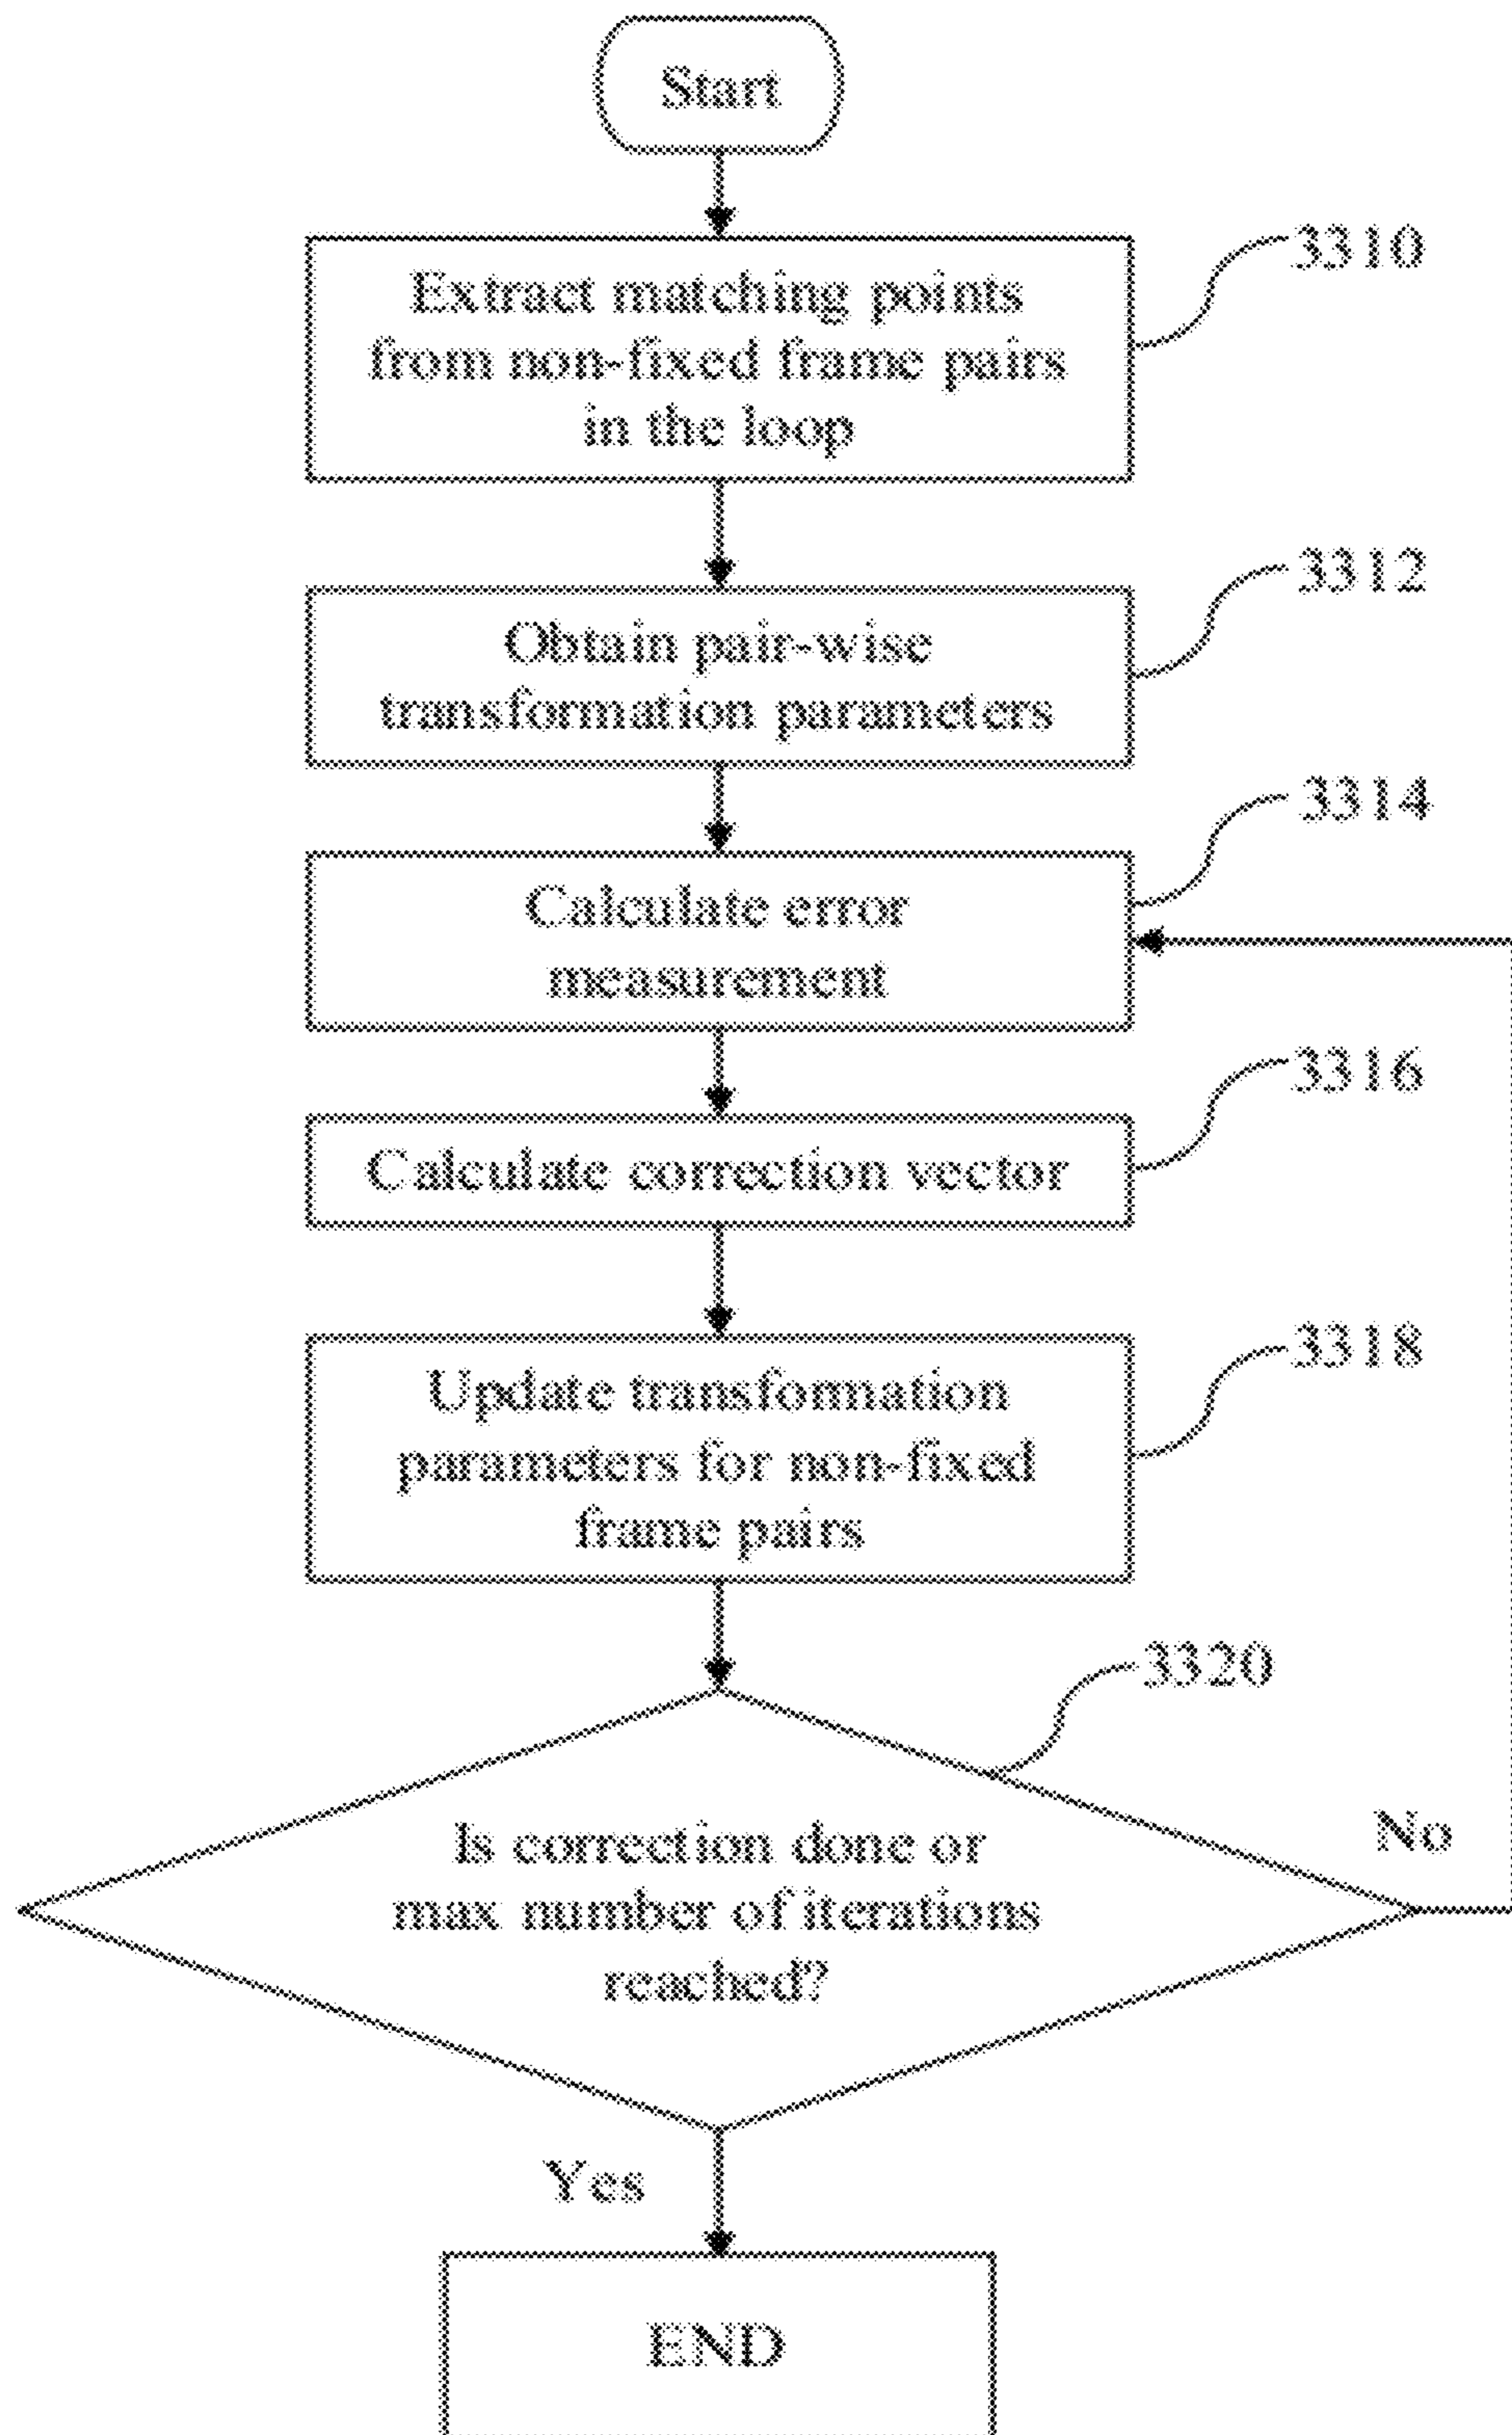 Start
3310
Extract matching points
from non-fixed frame pairs
in the loop
3312
Obtain pair-wise
transformation parameters
3314
Calculate error
measurement
3316
Calculate correction vector
3318
Update transformation
parameters for non-fixed
frame pairs
3320
Is correction done or
max number of iterations
reached?
No
Yes
END